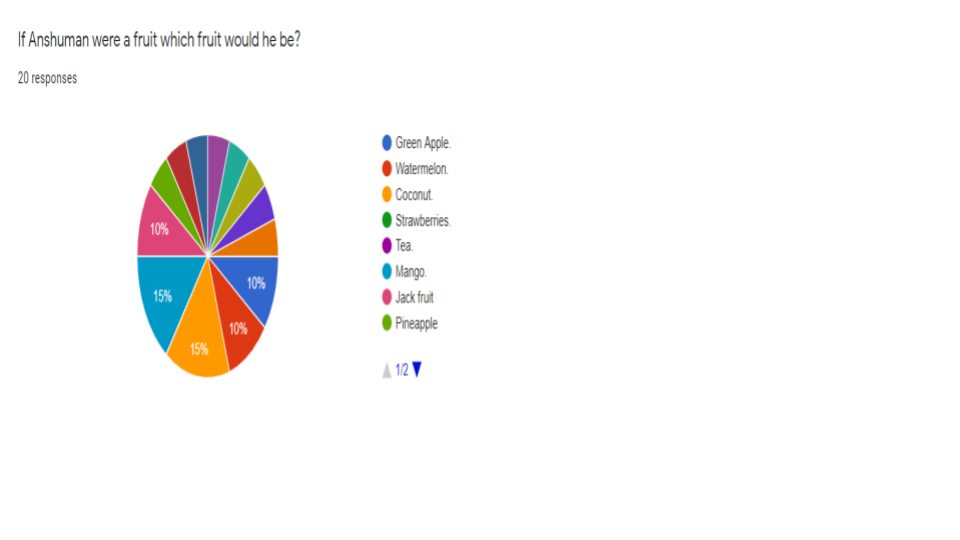 If Anshuman were a fruit which fruit would he be?
20 responses
Green Apple.
Watermelon.
Coconut.
Strawberries.
Tea.
Mango.
Jack fruit
Pineapple
1/2
10%
10%
15%
15%
10%